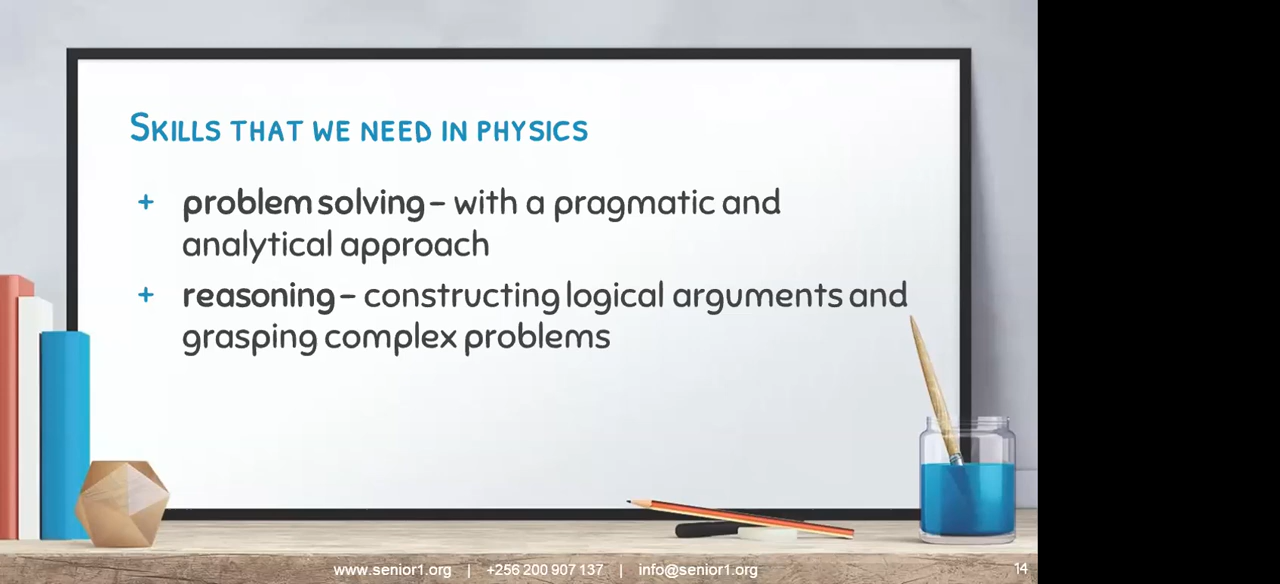 Skills that we need in physics
+ problem solving – with a pragmatic and
analytical approach
+ reasoning – constructing logical arguments and
grasping complex problems
www.senior1.org | +256 200 907 137 | info@senior1.org
14